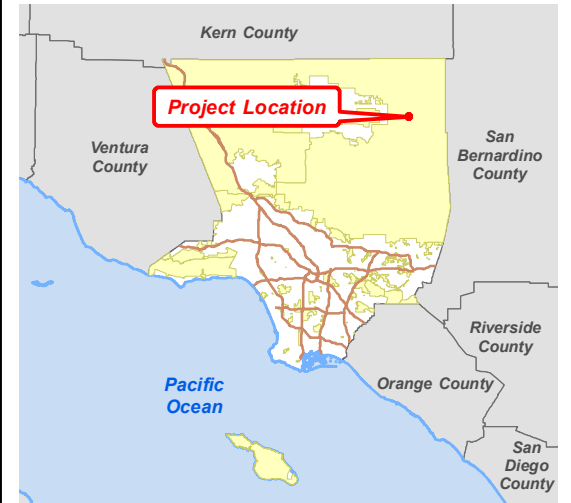 Kern County
Project Location
Ventura
County
San
Bernardino
County
Riverside
County
Orange County
Pacific
Ocean
San
Diego
County